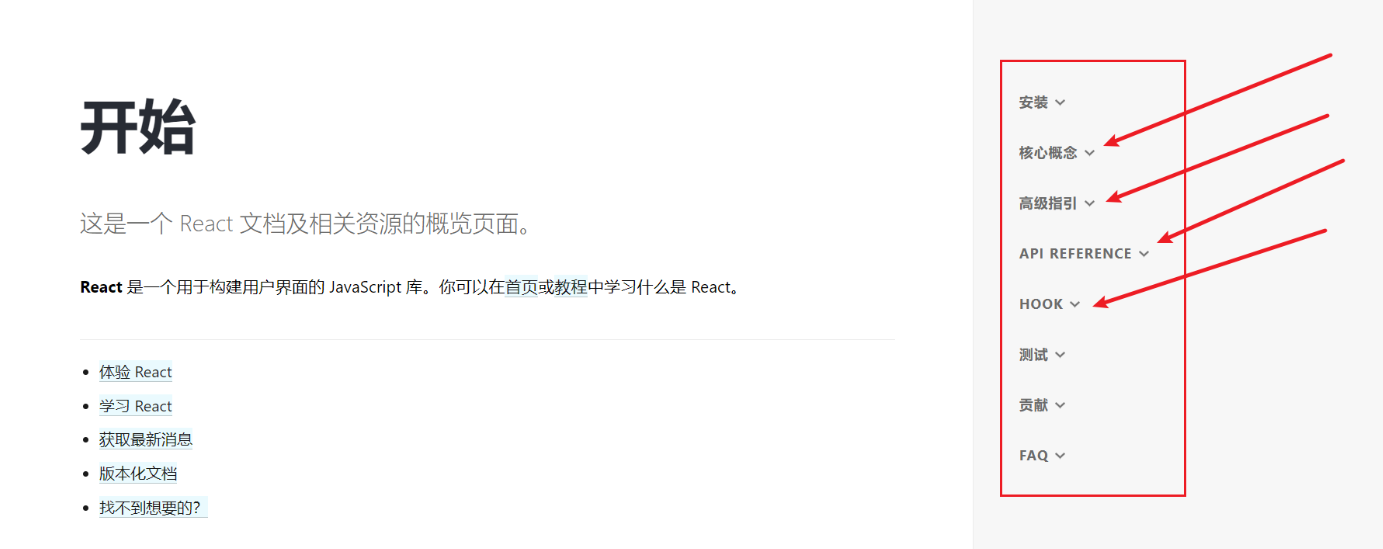 开始
这是一个 React 文档及相关资源的概览页面。
React 是一个用于构建用户界面的 JavaScript 库。你可以在首页或教程中学习什么是 React。
体验 React
学习 React
获取最新消息
版本化文档
找不到想要的？
安装
核心概念
高级指引
API REFERENCE
HOOK
测试
贡献
FAQ